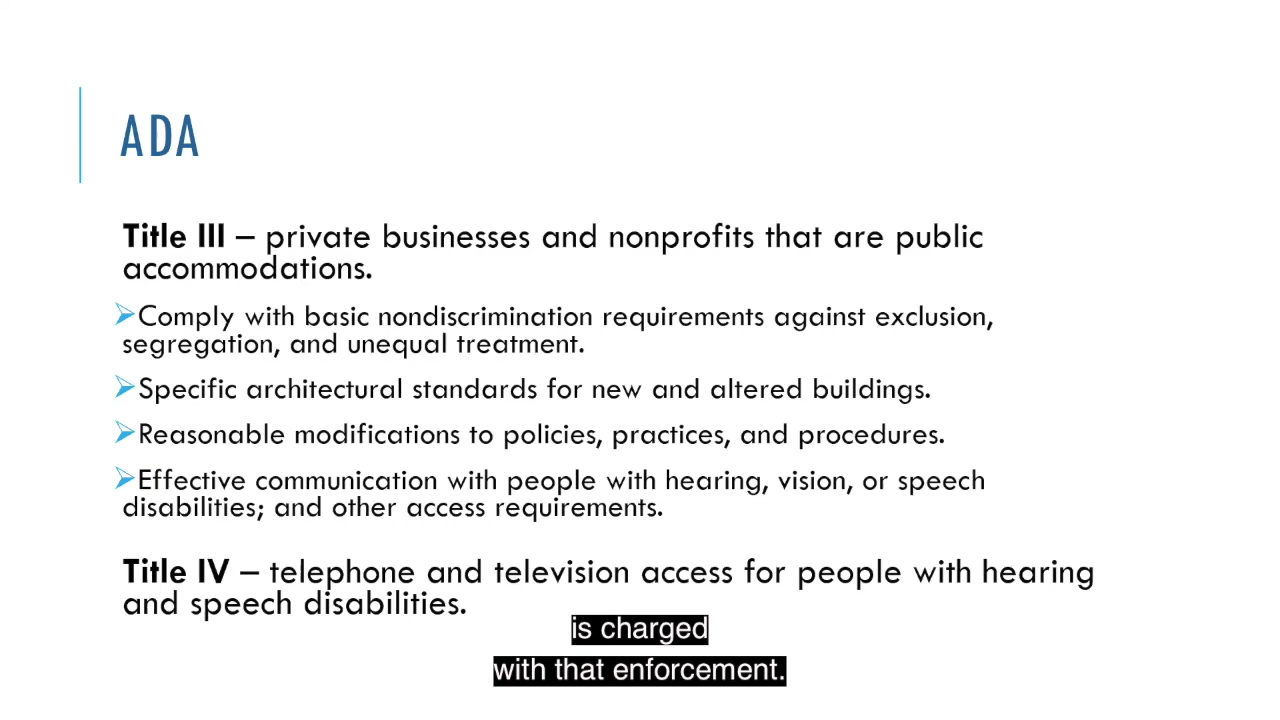 ADA
Title III – private businesses and nonprofits that are public
accommodations.
➢Comply with basic nondiscrimination requirements against exclusion,
segregation, and unequal treatment.
➢Specific architectural standards for new and altered buildings.
➢Reasonable modifications to policies, practices, and procedures.
➢Effective communication with people with hearing, vision, or speech
disabilities; and other access requirements.
Title IV – telephone and television access for people with hearing
and speech disabilities.
is charged
with that enforcement.